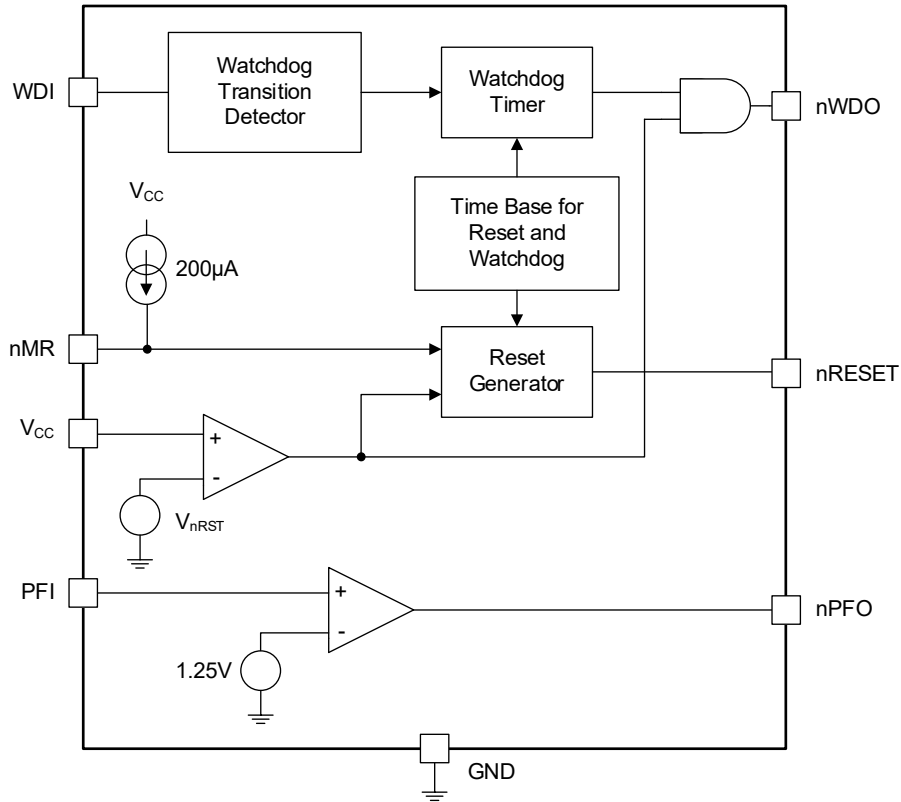 WDI
Watchdog
Transition
Detector
Watchdog
Timer
nWDO
VCC
200µA
Time Base for
Reset and
Watchdog
nMR
Reset
Generator
nRESET
VCC
+
-
VnRST
PFI
+
-
nPFO
1.25V
GND